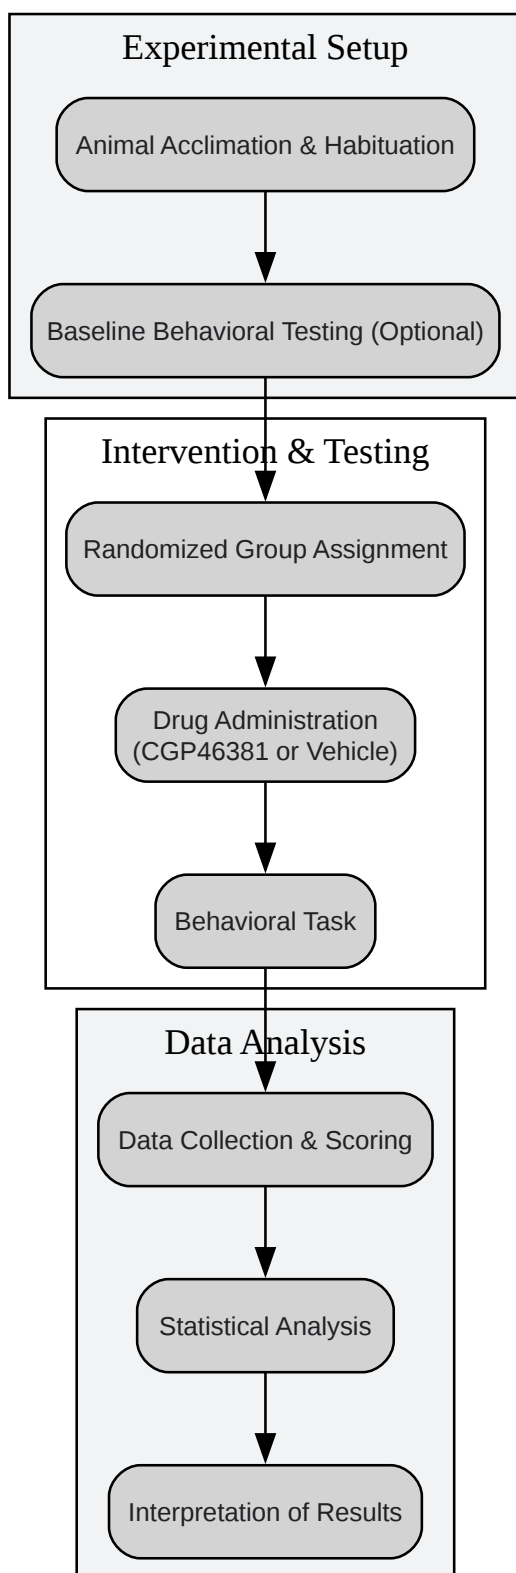 Experimental Setup
Animal Acclimation & Habituation
Baseline Behavioral Testing (Optional)
Intervention & Testing
Randomized Group Assignment
Drug Administration
(CGP46381 or Vehicle)
Behavioral Task
Data Analysis
Data Collection & Scoring
Statistical Analysis
Interpretation of Results